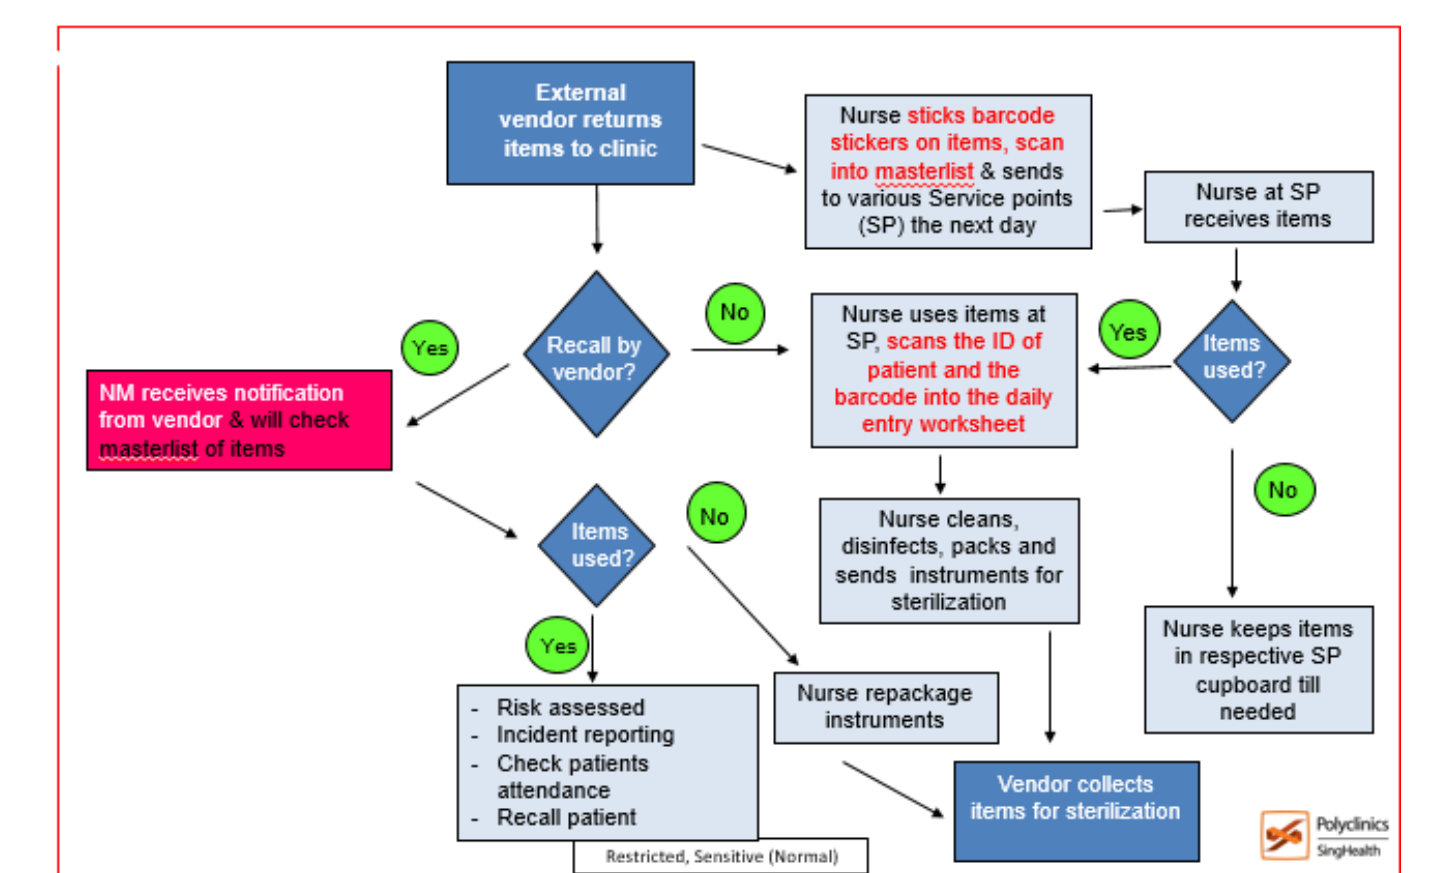 External
vendor returns
items to clinic
Nurse sticks barcode
stickers on items, scan
into masterlist & sends
to various Service points
(SP) the next day
Nurse at SP
receives items
Recall by
vendor?
Yes
No
NM receives notification
from vendor & will check
masterlist of items
Nurse uses items at
SP, scans the ID of
patient and the
barcode into the daily
entry worksheet
Yes
Items
used?
No
Items
used?
No
Yes
Nurse cleans,
disinfects, packs and
sends instruments for
sterilization
Nurse keeps items
in respective SP
cupboard till
needed
- Risk assessed
- Incident reporting
- Check patients
attendance
- Recall patient
Nurse repackage
instruments
Vendor collects
items for sterilization
Restricted, Sensitive (Normal)
Polyclinics
SingHealth